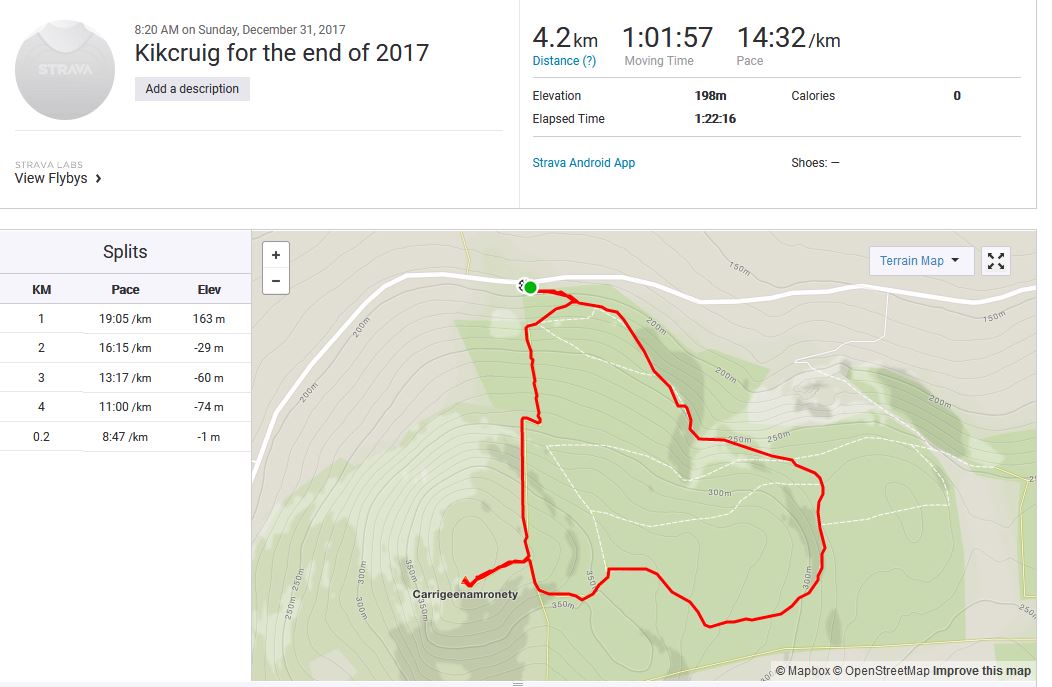 STRAVA
8:20 AM on Sunday, December 31, 2017
Kikcruig for the end of 2017
Add a description
STRAVA LABS
View Flybys
4.2km 1:01:57 14:32/km
Distance (?) Moving Time Pace
Elevation 198m Calories 0
Elapsed Time 1:22:16
Strava Android App Shoes: —
Splits
KM Pace Elev
1 19:05 /km 163 m
2 16:15 /km -29 m
3 13:17 /km -60 m
4 11:00 /km -74 m
0.2 8:47 /km -1 m
+
−
Terrain Map
150m
150m
200m
200m
200m
200m
200m
250m
250m
300m
350m
350m
350m
350m
300m
300m
300m
250m
250m
250m
Carrigeenamronety
© Mapbox © OpenStreetMap Improve this map